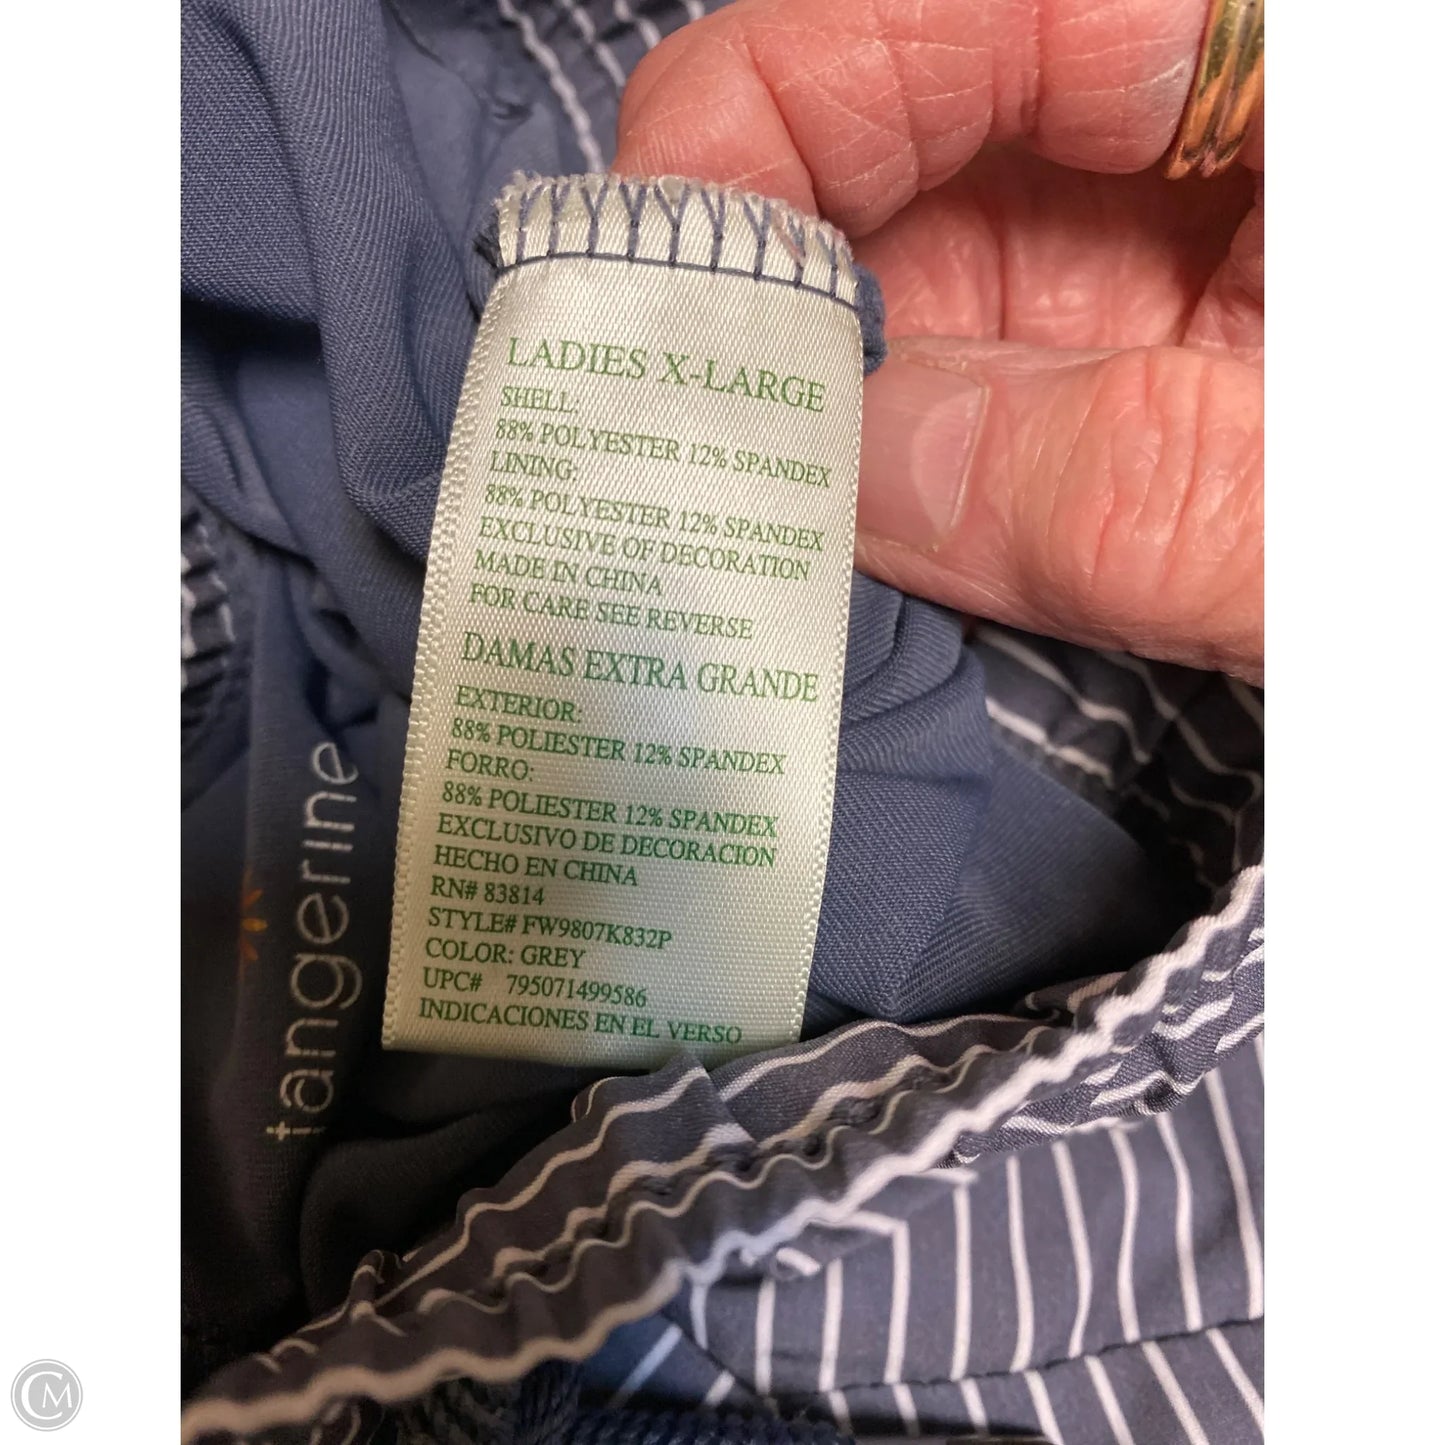 LADIES X-LARGE
SHELL:
88% POLYESTER 12% SPANDEX
LINING:
88% POLYESTER 12% SPANDEX
EXCLUSIVE OF DECORATION
MADE IN CHINA
FOR CARE SEE REVERSE
DAMAS EXTRA GRANDE
EXTERIOR:
88% POLIESTER 12% SPANDEX
FORRO:
88% POLIESTER 12% SPANDEX
EXCLUSIVO DE DECORACION
HECHO EN CHINA
RN# 83814
STYLE# FW9807K832P
COLOR: GREY
UPC# 795071499586
INDICACIONES EN EL VERSO
tangerine
CM